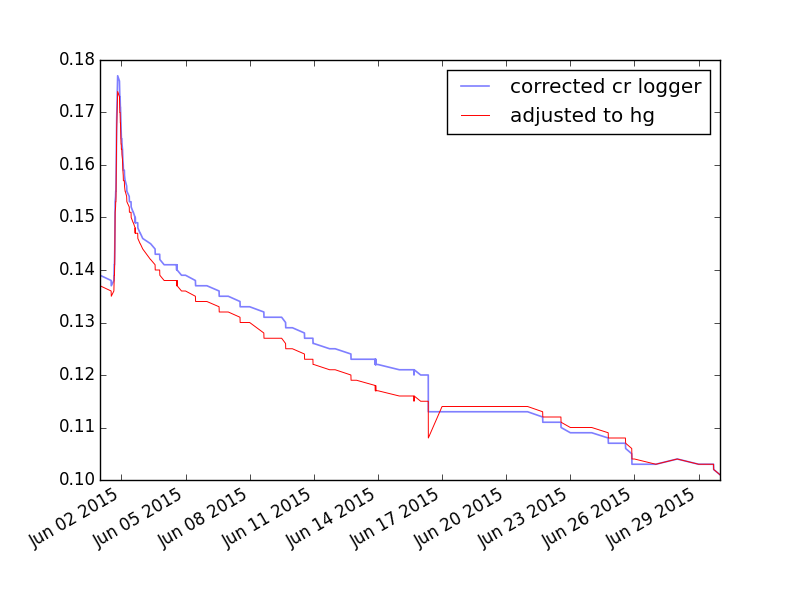 0.18
0.17
0.16
0.15
0.14
0.13
0.12
0.11
0.10
corrected cr logger
adjusted to hg
Jun 02 2015
Jun 05 2015
Jun 08 2015
Jun 11 2015
Jun 14 2015
Jun 17 2015
Jun 20 2015
Jun 23 2015
Jun 26 2015
Jun 29 2015